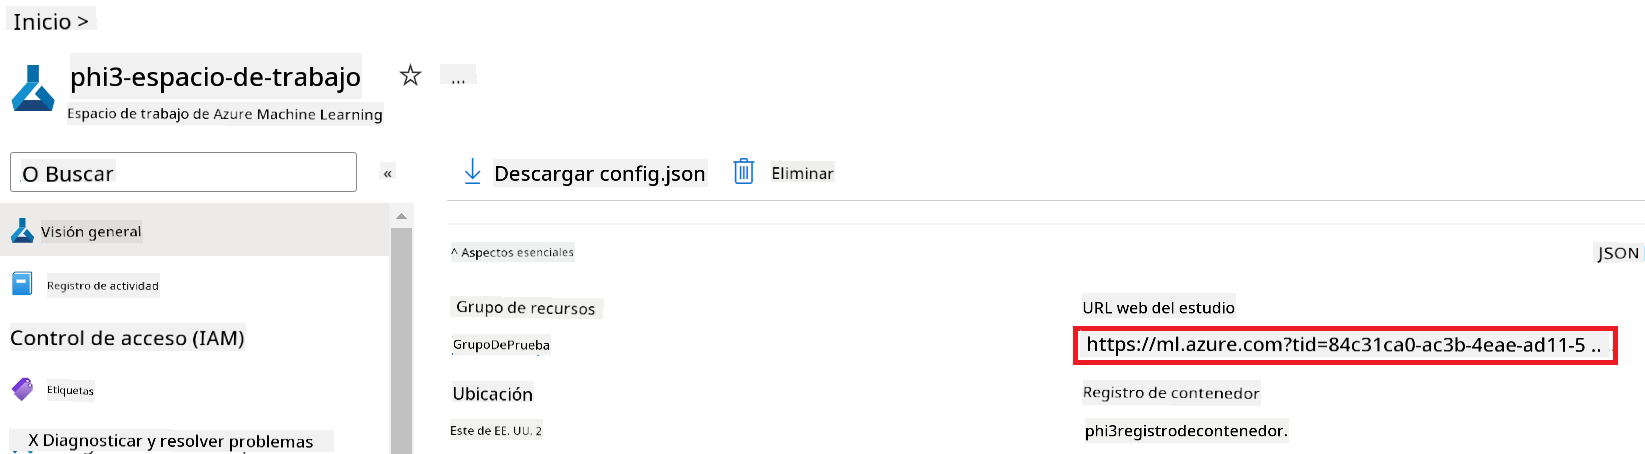 Inicio >
phi3-espacio-de-trabajo
...
Espacio de trabajo de Azure Machine Learning
O Buscar
«
Descargar config.json
Eliminar
Visión general
Registro de actividad
Control de acceso (IAM)
Etiquetas
X Diagnosticar y resolver problemas
^ Aspectos esenciales
JSON
Grupo de recursos
GrupoDePrueba
Ubicación
Este de EE. UU. 2
URL web del estudio
https://ml.azure.com?tid=84c31ca0-ac3b-4eae-ad11-5 ..
Registro de contenedor
phi3registrodecontenedor.